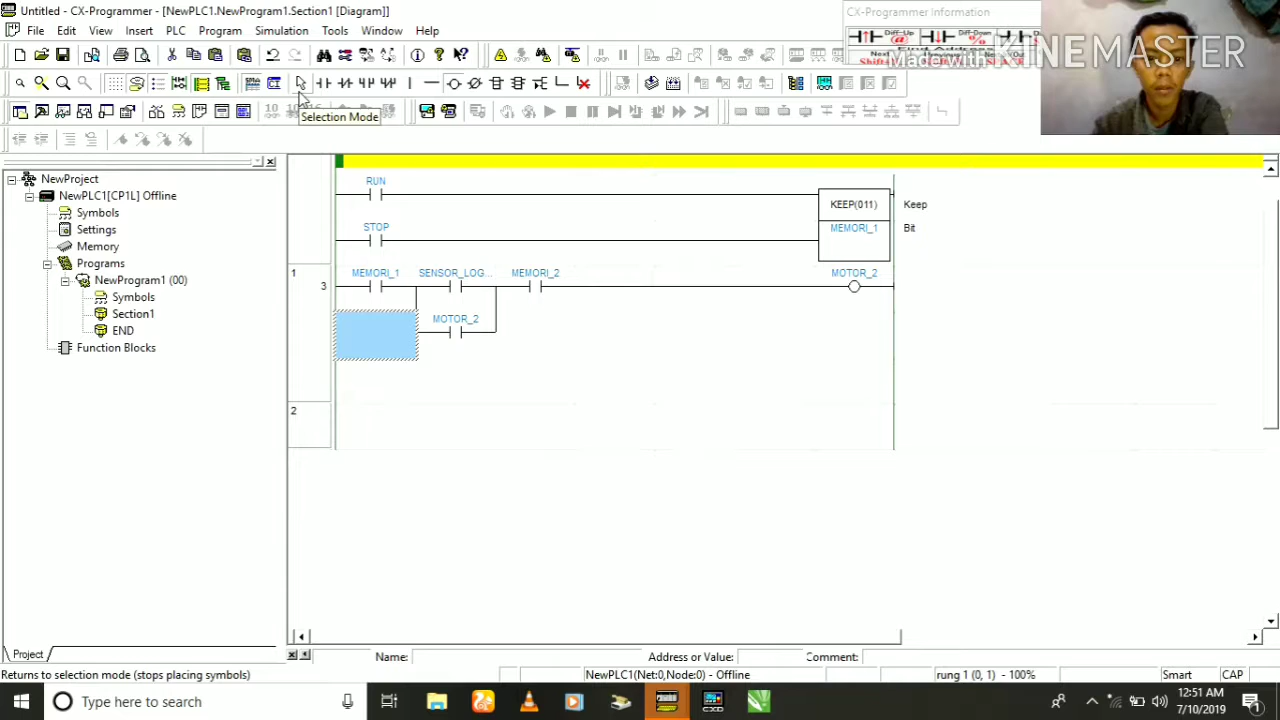 Untitled - CX-Programmer - [NewPLC1.NewProgram1.Section1 [Diagram]]
CX-Programmer Information
File Edit View Insert PLC Program Simulation Tools Window Help
Made with KINEMASTER
Selection Mode
NewProject
NewPLC1[CP1L] Offline
Symbols
Settings
Memory
Programs
NewProgram1 (00)
Symbols
Section1
END
Function Blocks
RUN
KEEP(011) Keep
STOP
MEMORI_1 Bit
1
3
MEMORI_1 SENSOR_LOG... MEMORI_2 MOTOR_2
MOTOR_2
2
Project
Name: Address or Value: Comment:
Returns to selection mode (stops placing symbols)
NewPLC1(Net:0,Node:0) - Offline
rung 1 (0, 1) - 100%
Smart
CAP
Type here to search
12:51 AM
7/10/2019